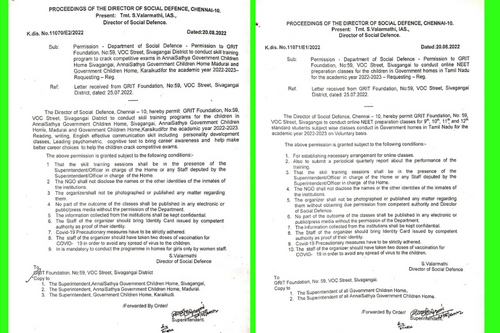 PROCEEDINGS OF THE DIRECTOR OF SOCIAL DEFENCE, CHENNAI-10.
Present: Tmt. S.Valarmathi, IAS.,
Director of Social Defence.
K.dis. No.11070/E2/2022 Dated:20.08.2022
Sub: Permission - Department of Social Defence - Permission to GRIT
Foundation, No:59, VOC Street, Sivagangai District to conduct skill training
program to crack competitive exams in Anna/Sathya Government Children
Home Sivagangai, Anna/Sathya Government Children Home, Madurai and
Government Children Home, Karaikudi for the academic year 2022-2023–
Requesting – Reg.
Ref: Letter received from GRIT Foundation, No:59, VOC Street, Sivagangai
District, dated 25.07.2022.
The Director of Social Defence, Chennai – 10, hereby permit GRIT Foundation, No:59,
VOC Street, Sivagangai District, to conduct skill training programs for the children in
Anna/Sathya Government Children Home, Sivagangai, Anna/Sathya Government Children
Home, Madurai, and Government Children Home, Karaikudi for the academic year 2022-2023.
Reading, writing, English effective communication skill including personality development
classes, Leading psychometric, cognitive test to bring career awareness and help make
better career choices to help the children crack competitive exams.
The above permission is granted subject to the following conditions:-
1. That the skill training sessions shall be in the presence of the
Superintendent/Officer in charge of the Home or any Staff deputed by the
Superintendent/Officer in charge of the Home.
2. The NGO shall not disclose the names or the other identities of the inmates of
the institutions.
3. The organizer shall not printed or published any matter regarding
them.
4. No part of the outcome of the classes shall be published in any electronic or
public/press media without the permission of the Department.
5. The information collected from the institutions shall be kept confidential.
6. The Staff of the organizer should bring Identity Card issued by competent
authority as proof of their identity.
7. Covid-19 Precautionary measures have to be strictly adhered.
8. The staff of the organizer should have taken two doses of vaccination for
COVID- 19 in order to avoid any spread of virus to the children.
9. In is mandatory to conduct the programme in homes for girls only by women staff.
S.Valarmathi
Director of Social Defence
To
GRIT Foundation, No:59, VOC Street, Sivagangai District
Copy to
1. The Superintendent, Anna/Sathya Government Children Home, Sivagangai,
2. The Superintendent, Anna/Sathya Government Children Home, Madurai.
3. The Superintendent, Government Children Home, Karaikudi.
/Forwarded By Order/
Superintendent.
PROCEEDINGS OF THE DIRECTOR OF SOCIAL DEFENCE, CHENNAI-10.
Present: Tmt. S.Valarmathi, IAS.,
Director of Social Defence.
K.dis. No.11071/E1/2022 Dated:20.08.2022
Sub: Permission - Department of Social Defence - Permission to GRIT
Foundation, No:59, VOC Street, Sivagangai to conduct online NEET
preparation classes for the children in Government homes in Tamil Nadu
for the academic year 2022-2023 – Requesting – Reg.
Ref: Letter received from GRIT Foundation, No:59, VOC Street, Sivagangai
District, dated 25.07.2022.
The Director of Social Defence, Chennai – 10, hereby permit GRIT Foundation, No:59,
VOC Street, Sivagangai to conduct online NEET preparation classes for 9th, 10th, 11th and 12th
standard students subject wise classes conduct in Government homes in Tamil Nadu for the
academic year 2022-2023 on Voluntary basis.
The above permission is granted subject to the following conditions:-
1. For establishing necessary arrangement for online classes.
2. Also to submit a periodical weekly report about the performance of the
training.
3. That the skill training sessions shall be in the presence of the
Superintendent/Officer in charge of the Home or any Staff deputed by the
Superintendent/Officer in charge of the Home.
4. The NGO shall not disclose the names or the other identities of the inmates of
the institutions.
5. The organizer shall not be printed or published any matter regarding
them without obtaining due permission from competent authority and Director
of Social Defence.
6. No part of the outcome of the classes shall be published in any electronic or
public/press media without the permission of the Department.
7. The information collected from the institutions shall be kept confidential.
8. The Staff of the organizer should bring Identity Card issued by competent
authority as proof of their identity.
9. Covid-19 Precautionary measures have to be strictly adhered.
10. The staff of the organizer should have taken two doses of vaccination for
COVID-19 in order to avoid any spread of virus to the children.
S.Valarmathi
Director of Social Defence
To
GRIT Foundation, No:59, VOC Street, Sivagangai.
Copy to
1. The Superintendent of all Government Children Home.
2. The Superintendent of all Anna/Sathya Government Children Home.
/Forwarded By Order/
Superintendent.